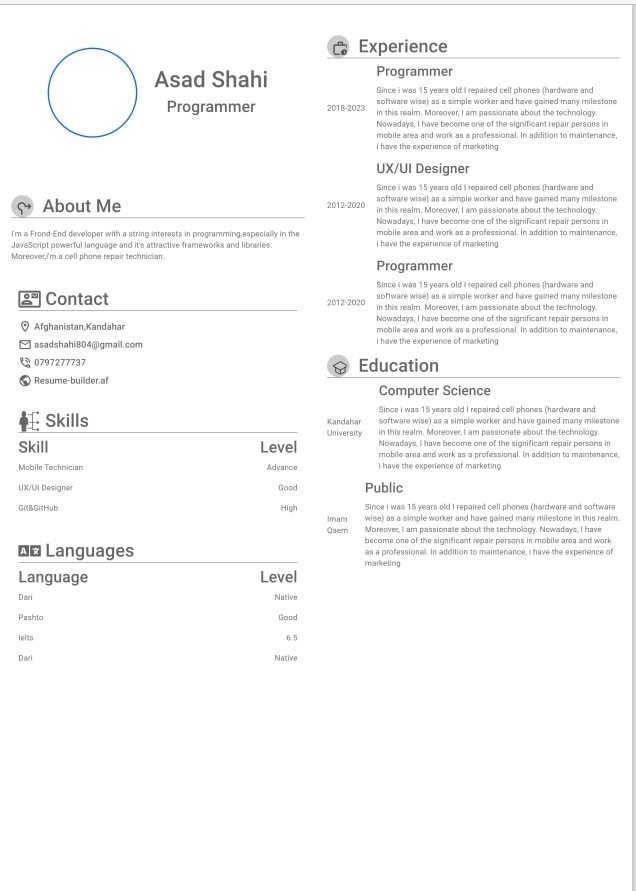 Asad Shahi
Programmer
About Me
I'm a Frond-End developer with a string interests in programming,especially in the
JavaScript powerful language and it's attractive frameworks and libraries.
Moreover,i'm a cell phone repair technician.
Contact
Afghanistan,Kandahar
asadshahi804@gmail.com
0797277737
Resume-builder.af
Skills
Skill Level
Mobile Technician Advance
UX/UI Designer Good
Git&GitHub High
Languages
Language Level
Dari Native
Pashto Good
Ielts 6.5
Dari Native
Experience
Programmer
2018-2023
Since i was 15 years old I repaired cell phones (hardware and
software wise) as a simple worker and have gained many milestone
in this realm. Moreover, I am passionate about the technology.
Nowadays, I have become one of the significant repair persons in
mobile area and work as a professional. In addition to maintenance,
i have the experience of marketing
UX/UI Designer
2012-2020
Since i was 15 years old I repaired cell phones (hardware and
software wise) as a simple worker and have gained many milestone
in this realm. Moreover, I am passionate about the technology.
Nowadays, I have become one of the significant repair persons in
mobile area and work as a professional. In addition to maintenance,
i have the experience of marketing
Programmer
2012-2020
Since i was 15 years old I repaired cell phones (hardware and
software wise) as a simple worker and have gained many milestone
in this realm. Moreover, I am passionate about the technology.
Nowadays, I have become one of the significant repair persons in
mobile area and work as a professional. In addition to maintenance,
i have the experience of marketing
Education
Computer Science
Kandahar
University
Since i was 15 years old I repaired cell phones (hardware and
software wise) as a simple worker and have gained many milestone
in this realm. Moreover, I am passionate about the technology.
Nowadays, I have become one of the significant repair persons in
mobile area and work as a professional. In addition to maintenance,
i have the experience of marketing
Public
Imam
Qaem
Since i was 15 years old I repaired cell phones (hardware and software
wise) as a simple worker and have gained many milestone in this realm.
Moreover, I am passionate about the technology. Nowadays, I have
become one of the significant repair persons in mobile area and work
as a professional. In addition to maintenance, i have the experience of
marketing